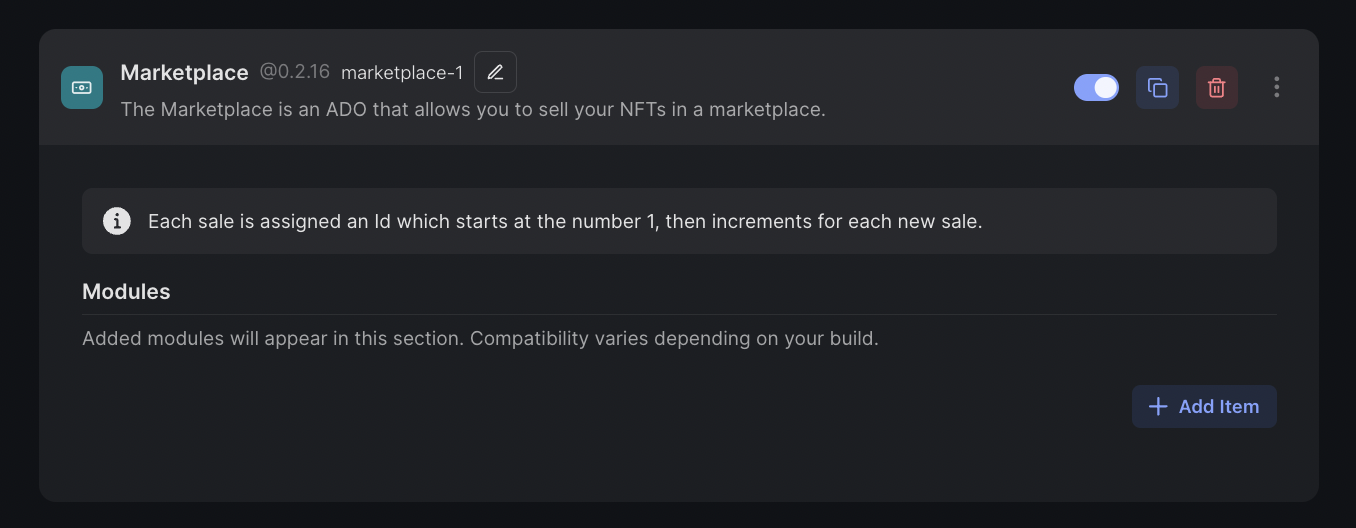 Marketplace @0.2.16 marketplace-1
The Marketplace is an ADO that allows you to sell your NFTs in a marketplace.
Each sale is assigned an Id which starts at the number 1, then increments for each new sale.
Modules
Added modules will appear in this section. Compatibility varies depending on your build.
Add Item